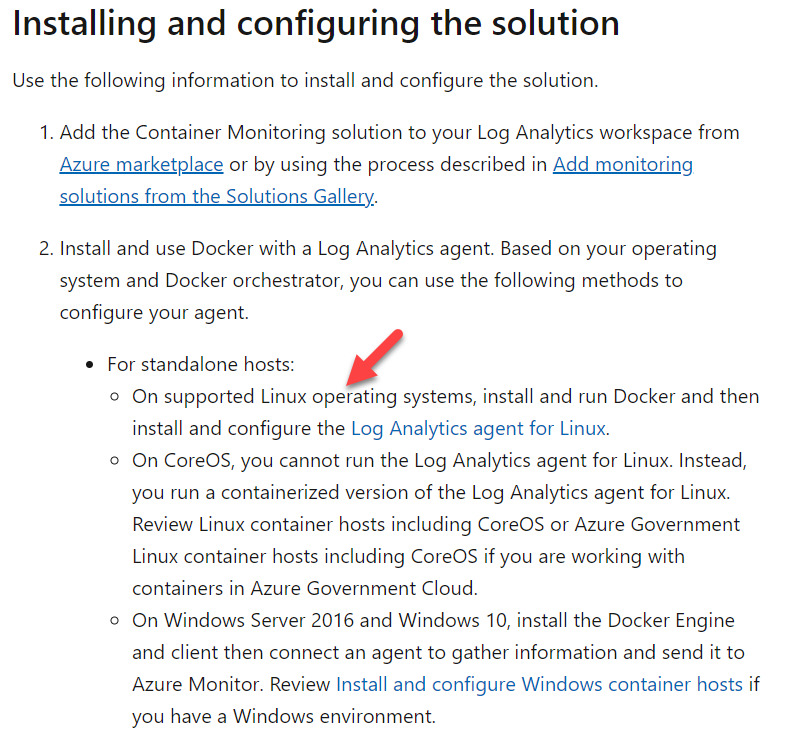 Installing and configuring the solution
Use the following information to install and configure the solution.
1. Add the Container Monitoring solution to your Log Analytics workspace from
Azure marketplace or by using the process described in Add monitoring
solutions from the Solutions Gallery.
2. Install and use Docker with a Log Analytics agent. Based on your operating
system and Docker orchestrator, you can use the following methods to
configure your agent.
• For standalone hosts:
○ On supported Linux operating systems, install and run Docker and then
install and configure the Log Analytics agent for Linux.
○ On CoreOS, you cannot run the Log Analytics agent for Linux. Instead,
you run a containerized version of the Log Analytics agent for Linux.
Review Linux container hosts including CoreOS or Azure Government
Linux container hosts including CoreOS if you are working with
containers in Azure Government Cloud.
○ On Windows Server 2016 and Windows 10, install the Docker Engine
and client then connect an agent to gather information and send it to
Azure Monitor. Review Install and configure Windows container hosts if
you have a Windows environment.